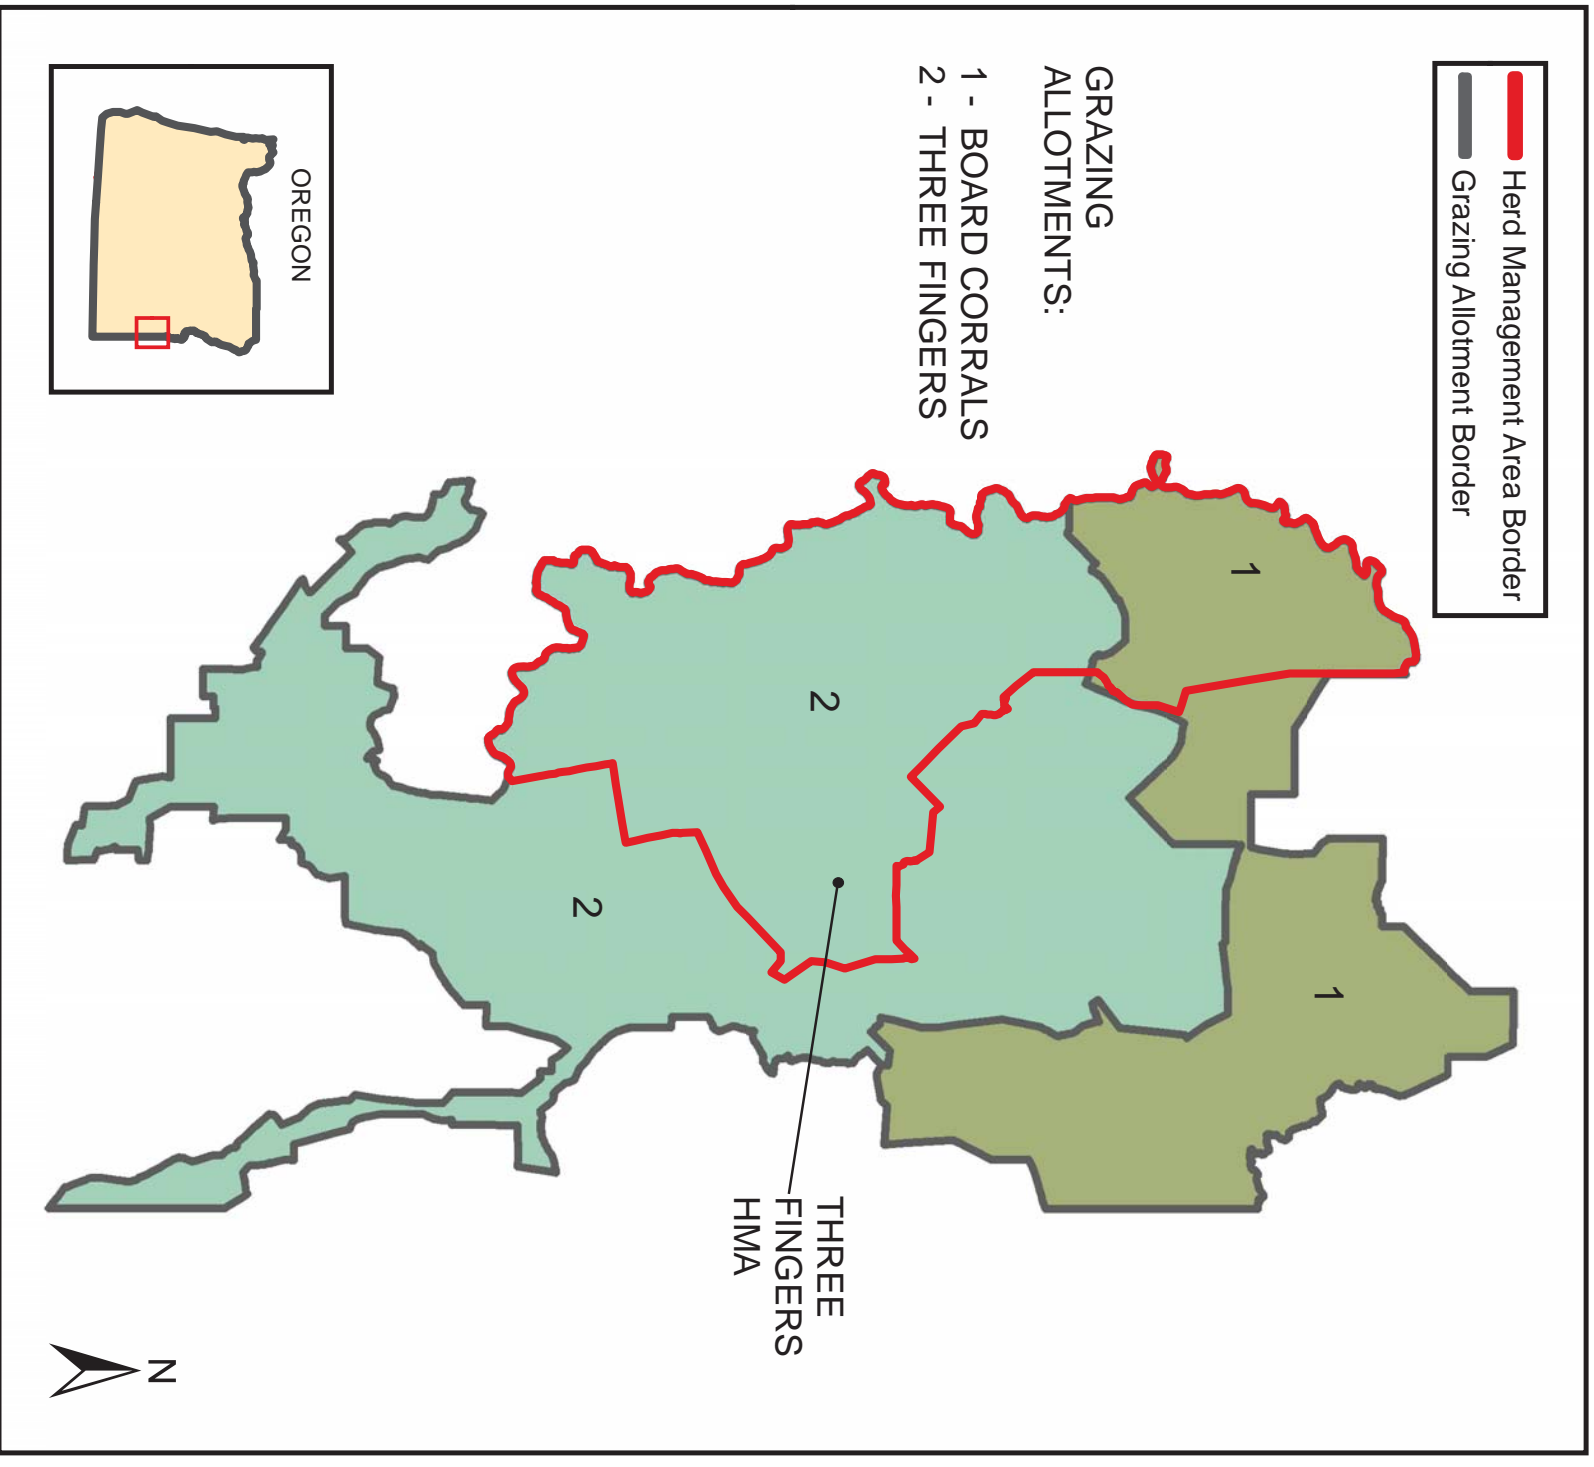 Herd Management Area Border
Grazing Allotment Border
GRAZING
ALLOTMENTS:
1 - BOARD CORRALS
2 - THREE FINGERS
1
1
2
2
THREE
FINGERS
HMA
OREGON
N